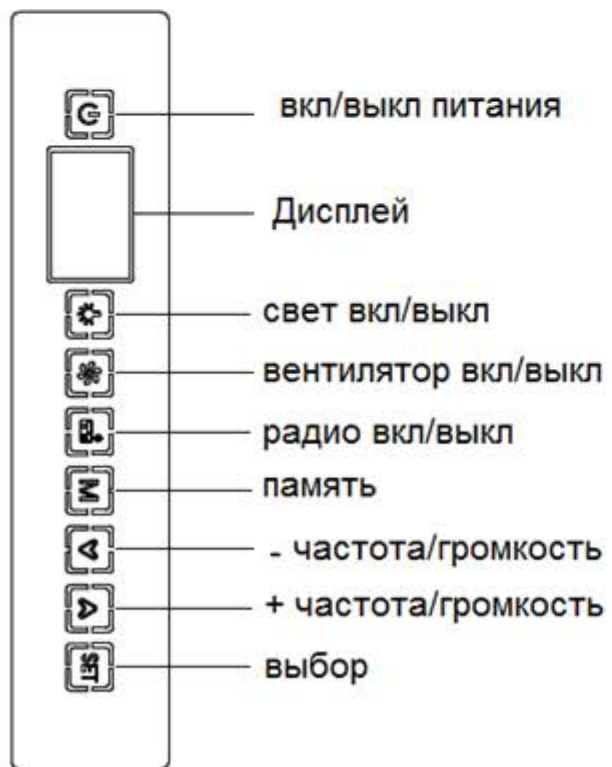 вкл/выкл питания
Дисплей
свет вкл/выкл
вентилятор вкл/выкл
радио вкл/выкл
M память
- частота/громкость
+ частота/громкость
SET выбор